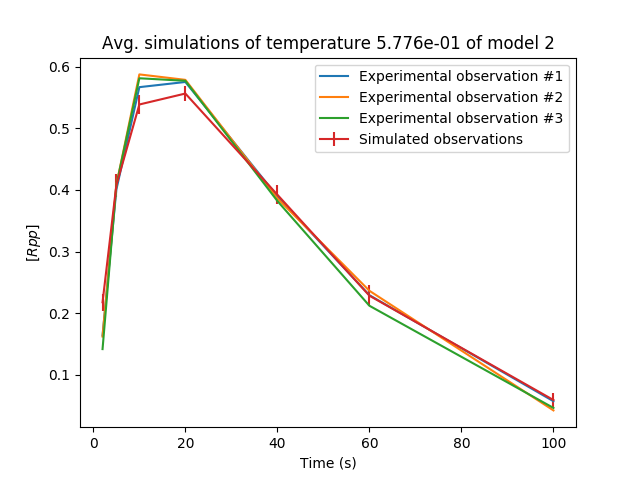 Avg. simulations of temperature 5.776e-01 of model 2
Experimental observation #1
Experimental observation #2
Experimental observation #3
Simulated observations
[Rpp]
0.6
0.5
0.4
0.3
0.2
0.1
0 20 40 60 80 100
Time (s)